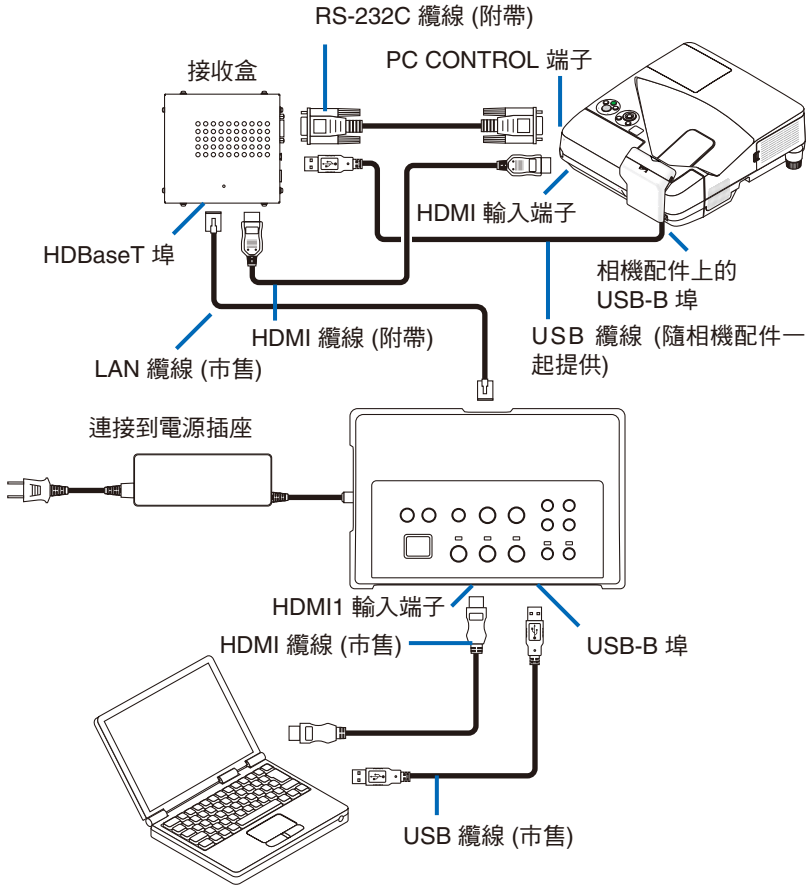 RS-232C 纜線 (附帶)
PC CONTROL 端子
接收盒
HDMI 輸入端子
HDBaseT 埠
相機配件上的
USB-B 埠
HDMI 纜線 (附帶)
USB 纜線 (隨相機配件一
起提供)
LAN 纜線 (市售)
連接到電源插座
HDMI1 輸入端子
HDMI 纜線 (市售)
USB-B 埠
USB 纜線 (市售)